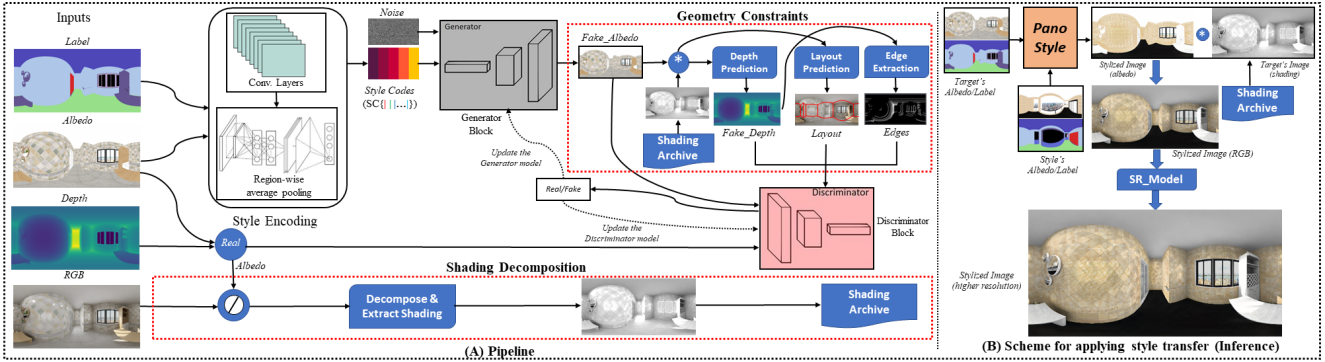 Inputs
Label
Albedo
Depth
RGB
Conv. Layers
Region-wise
average pooling
Style Encoding
Noise
Style Codes
(SC{| | |...|})
Generator
Generator
Block
Update the
Generator model
Geometry Constraints
Fake_Albedo
*
Depth
Prediction
Layout
Prediction
Edge
Extraction
Shading
Archive
Fake_Depth
Layout
Edges
Real/Fake
Discriminator
Discriminator
Block
Update the
Discriminator model
Real
Albedo
Shading Decomposition
Decompose &
Extract Shading
Shading
Archive
(A) Pipeline
Target's
Albedo/Label
Pano
Style
Style's
Albedo/Label
*
Stylized Image
(albedo)
Target's Image
(shading)
Shading
Archive
Stylized Image (RGB)
SR_Model
Stylized Image
(higher resolution)
(B) Scheme for applying style transfer (Inference)